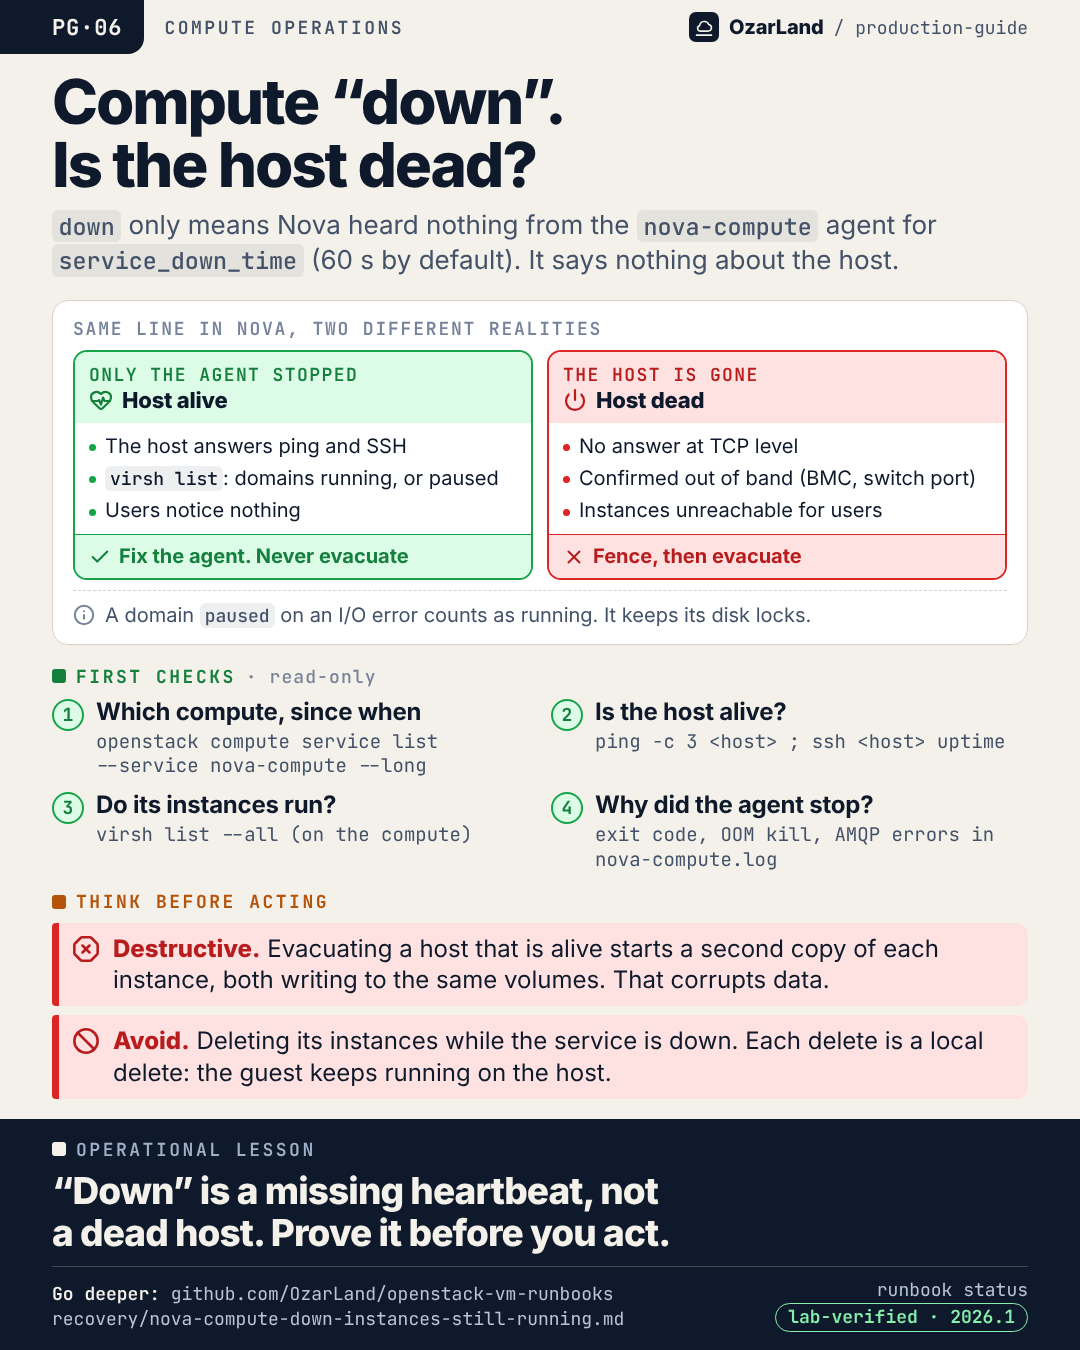 PG·06
COMPUTE OPERATIONS
OzarLand / production-guide
Compute “down”.
Is the host dead?
down only means Nova heard nothing from the nova-compute agent for
service_down_time (60 s by default). It says nothing about the host.
SAME LINE IN NOVA, TWO DIFFERENT REALITIES
ONLY THE AGENT STOPPED
Host alive
The host answers ping and SSH
virsh list: domains running, or paused
Users notice nothing
Fix the agent. Never evacuate
THE HOST IS GONE
Host dead
No answer at TCP level
Confirmed out of band (BMC, switch port)
Instances unreachable for users
Fence, then evacuate
A domain paused on an I/O error counts as running. It keeps its disk locks.
FIRST CHECKS · read-only
1 Which compute, since when
openstack compute service list
--service nova-compute --long
2 Is the host alive?
ping -c 3 <host> ; ssh <host> uptime
3 Do its instances run?
virsh list --all (on the compute)
4 Why did the agent stop?
exit code, OOM kill, AMQP errors in
nova-compute.log
THINK BEFORE ACTING
Destructive. Evacuating a host that is alive starts a second copy of each
instance, both writing to the same volumes. That corrupts data.
Avoid. Deleting its instances while the service is down. Each delete is a local
delete: the guest keeps running on the host.
OPERATIONAL LESSON
“Down” is a missing heartbeat, not
a dead host. Prove it before you act.
Go deeper: github.com/OzarLand/openstack-vm-runbooks
recovery/nova-compute-down-instances-still-running.md
runbook status
lab-verified · 2026.1